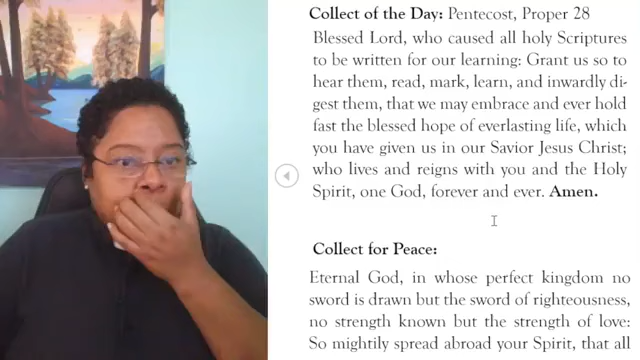 Collect of the Day: Pentecost, Proper 28
Blessed Lord, who caused all holy Scriptures
to be written for our learning: Grant us so to
hear them, read, mark, learn, and inwardly di-
gest them, that we may embrace and ever hold
fast the blessed hope of everlasting life, which
you have given us in our Savior Jesus Christ;
who lives and reigns with you and the Holy
Spirit, one God, forever and ever. Amen.
Collect for Peace:
Eternal God, in whose perfect kingdom no
sword is drawn but the sword of righteousness,
no strength known but the strength of love:
So mightily spread abroad your Spirit, that all